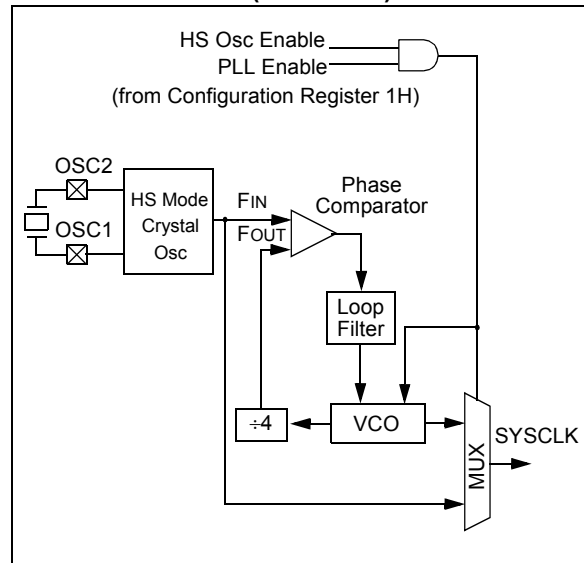 HS Osc Enable
PLL Enable
(from Configuration Register 1H)
OSC2
OSC1
HS Mode
Crystal
Osc
FIN
FOUT
Phase
Comparator
Loop
Filter
÷4
VCO
MUX
SYSCLK